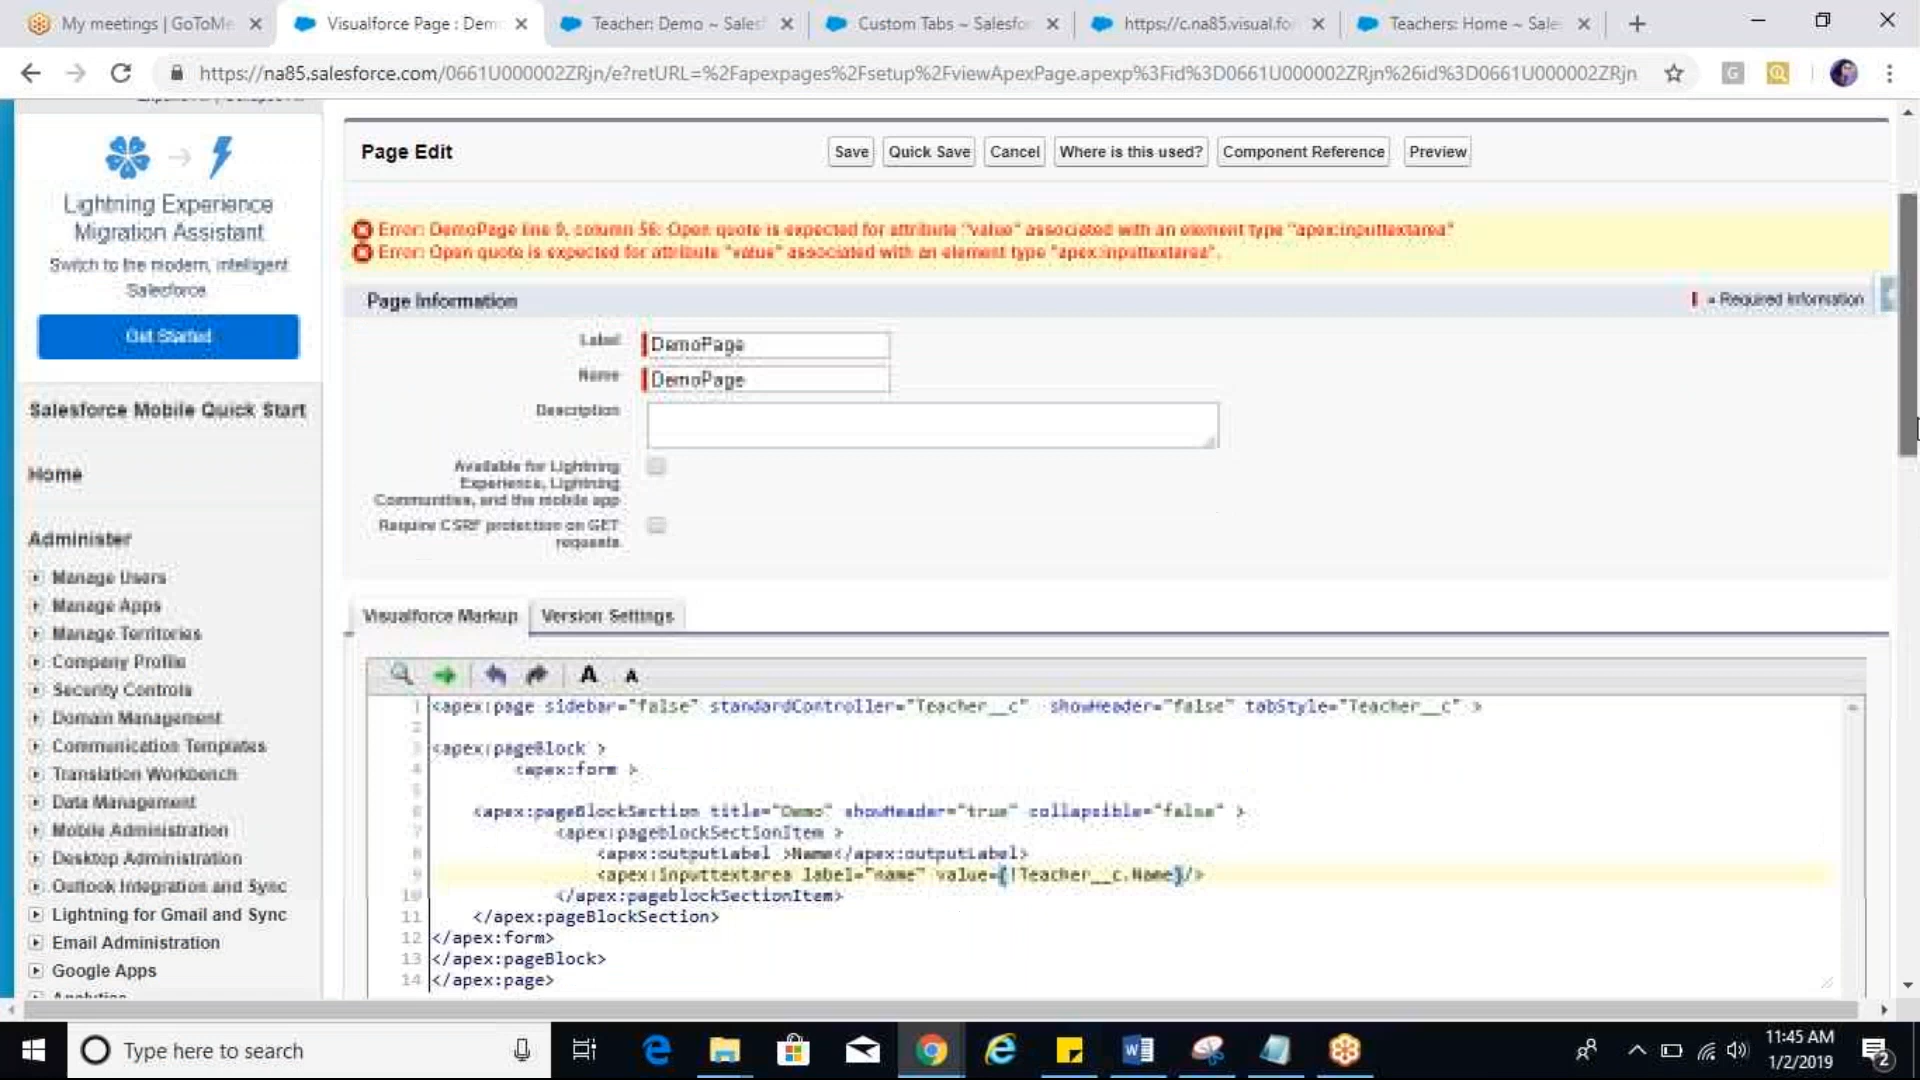 My meetings | GoToMe
Visualforce Page : Dem
Teacher: Demo ~ Salesf
Custom Tabs ~ Salesfo
https://c.na85.visual.fo
Teachers: Home ~ Sale
https://na85.salesforce.com/0661U000002ZRjn/e?retURL=%2Fapexpages%2Fsetup%2FviewApexPage.apexp%3Fid%3D0661U000002ZRjn%26id%3D0661U000002ZRjn
Lightning Experience
Migration Assistant
Switch to the modern, intelligent
Salesforce
Get Started
Salesforce Mobile Quick Start
Home
Administer
Manage Users
Manage Apps
Manage Territories
Company Profile
Security Controls
Domain Management
Communication Templates
Translation Workbench
Data Management
Mobile Administration
Desktop Administration
Outlook Integration and Sync
Lightning for Gmail and Sync
Email Administration
Google Apps
Analytics
Page Edit
Save Quick Save Cancel Where is this used? Component Reference Preview
Error: DemoPage line 9, column 56: Open quote is expected for attribute "value" associated with an element type "apex:inputtextarea"
Error: Open quote is expected for attribute "value" associated with an element type "apex:inputtextarea".
Page Information
= Required Information
Label DemoPage
Name DemoPage
Description
Available for Lightning
Experience, Lightning
Communities, and the mobile app
Require CSRF protection on GET
requests
Visualforce Markup Version Settings
A A
1 <apex:page sidebar="false" standardController="Teacher__c" showHeader="false" tabStyle="Teacher__c" >
2
3 <apex:pageBlock >
4 <apex:form >
5
6 <apex:pageBlockSection title="Demo" showHeader="true" collapsible="false" >
7 <apex:pageblockSectionItem >
8 <apex:outputLabel >Name</apex:outputLabel>
9 <apex:inputtextarea label="name" value={!Teacher__c.Name}/>
10 </apex:pageblockSectionItem>
11 </apex:pageBlockSection>
12 </apex:form>
13 </apex:pageBlock>
14 </apex:page>
Type here to search
11:45 AM
1/2/2019
2